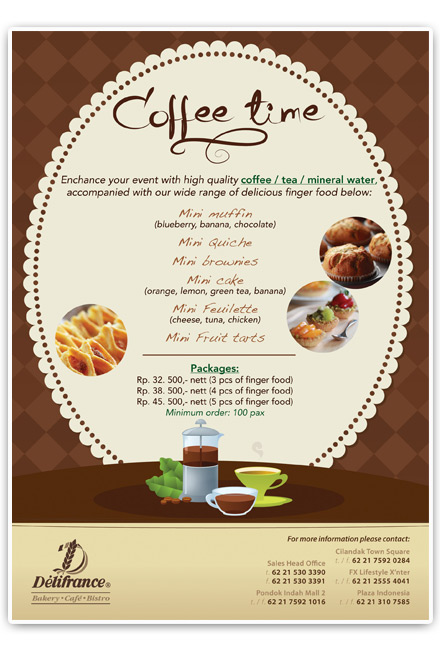 Coffee time
Enchance your event with high quality coffee / tea / mineral water,
accompanied with our wide range of delicious finger food below:
Mini muffin
(blueberry, banana, chocolate)
Mini Quiche
Mini brownies
Mini cake
(orange, lemon, green tea, banana)
Mini Feuilette
(cheese, tuna, chicken)
Mini Fruit tarts
Packages:
Rp. 32. 500,- nett (3 pcs of finger food)
Rp. 38. 500,- nett (4 pcs of finger food)
Rp. 45. 500,- nett (5 pcs of finger food)
Minimum order: 100 pax
Délifrance®
Bakery • Café • Bistro
For more information please contact:
Cilandak Town Square
t. / f. 62 21 7592 0284
Sales Head Office
t. 62 21 530 3390
f. 62 21 530 3391
FX Lifestyle X'nter
t. / f. 62 21 2555 4041
Pondok Indah Mall 2
t. / f. 62 21 7592 1016
Plaza Indonesia
t. / f. 62 21 310 7585